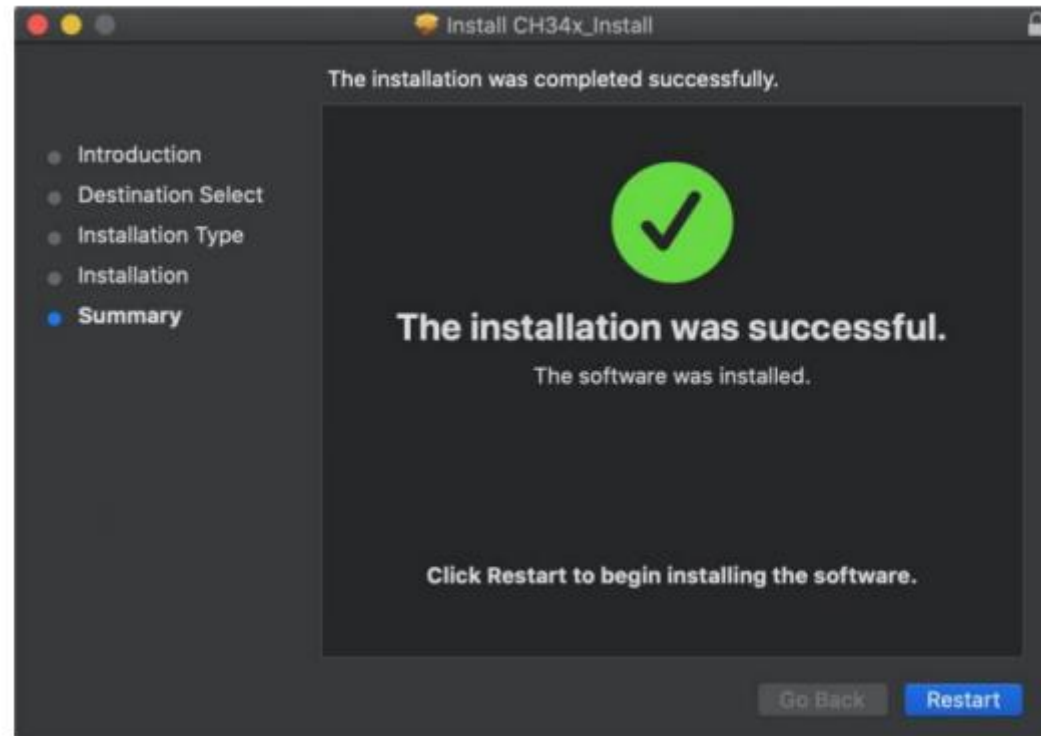 Install CH34x_Install
The installation was completed successfully.
Introduction
Destination Select
Installation Type
Installation
Summary
The installation was successful.
The software was installed.
Click Restart to begin installing the software.
Go Back
Restart